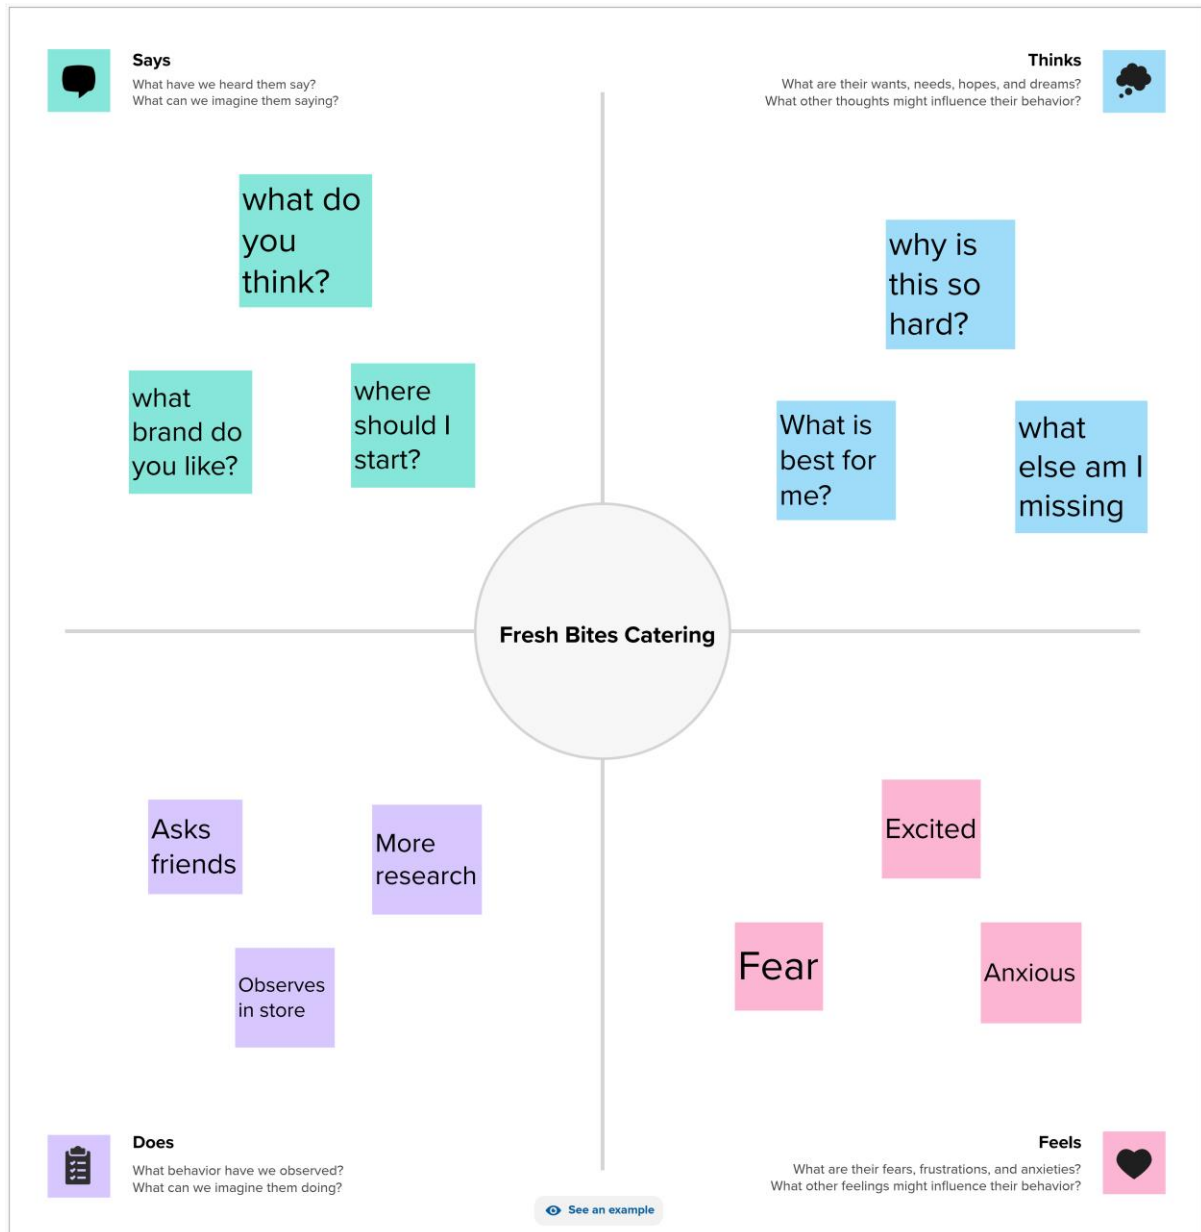 Says
What have we heard them say?
What can we imagine them saying?
Thinks
What are their wants, needs, hopes, and dreams?
What other thoughts might influence their behavior?
what do
you
think?
what
brand do
you like?
where
should I
start?
why is
this so
hard?
What is
best for
me?
what
else am I
missing
Fresh Bites Catering
Asks
friends
More
research
Observes
in store
Excited
Fear
Anxious
Does
What behavior have we observed?
What can we imagine them doing?
Feels
What are their fears, frustrations, and anxieties?
What other feelings might influence their behavior?
See an example